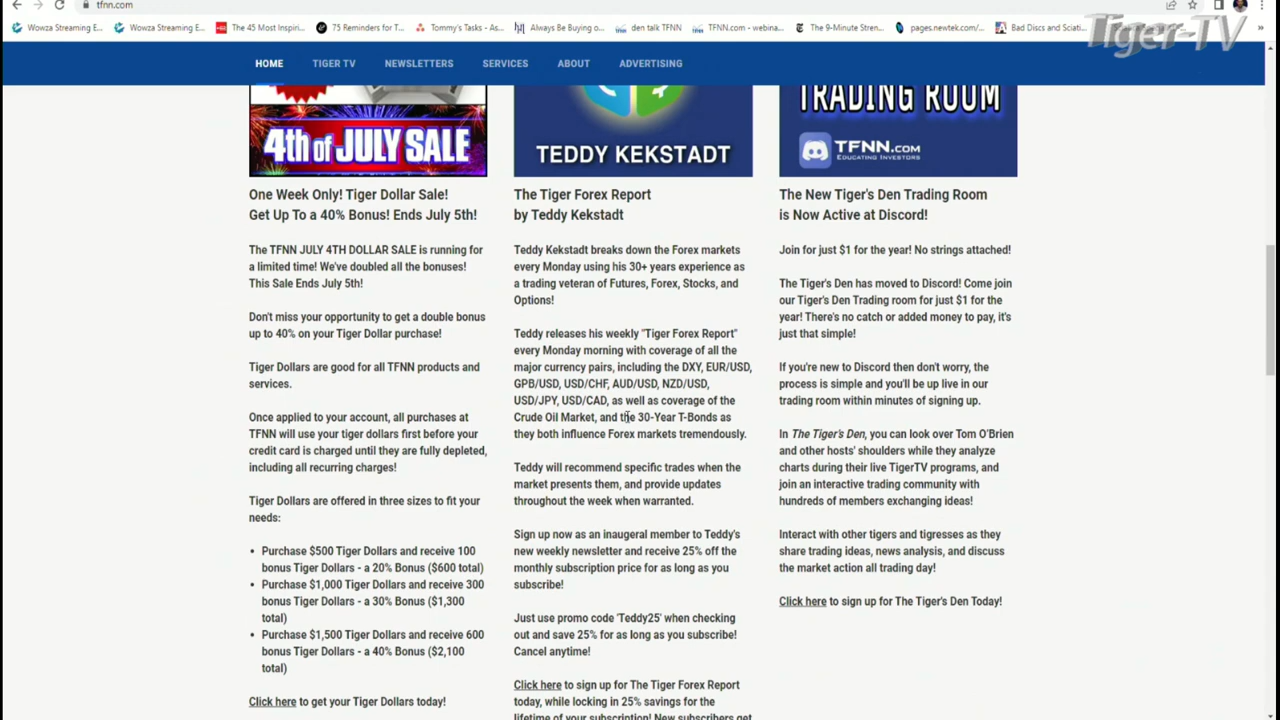 tfnn.com
Wowza Streaming E...
Wowza Streaming E...
The 45 Most Inspiri...
75 Reminders for T...
Tommy's Tasks - As...
Always Be Buying o...
den talk TFNN
TFNN.com - webina...
The 9-Minute Stren...
pages.newtek.com/...
Bad Discs and Sciati...
Tiger-TV
HOME
TIGER TV
NEWSLETTERS
SERVICES
ABOUT
ADVERTISING
4th of JULY SALE
One Week Only! Tiger Dollar Sale!
Get Up To a 40% Bonus! Ends July 5th!
The TFNN JULY 4TH DOLLAR SALE is running for
a limited time! We've doubled all the bonuses!
This Sale Ends July 5th!
Don't miss your opportunity to get a double bonus
up to 40% on your Tiger Dollar purchase!
Tiger Dollars are good for all TFNN products and
services.
Once applied to your account, all purchases at
TFNN will use your tiger dollars first before your
credit card is charged until they are fully depleted,
including all recurring charges!
Tiger Dollars are offered in three sizes to fit your
needs:
• Purchase $500 Tiger Dollars and receive 100
bonus Tiger Dollars - a 20% Bonus ($600 total)
• Purchase $1,000 Tiger Dollars and receive 300
bonus Tiger Dollars - a 30% Bonus ($1,300
total)
• Purchase $1,500 Tiger Dollars and receive 600
bonus Tiger Dollars - a 40% Bonus ($2,100
total)
Click here to get your Tiger Dollars today!
TEDDY KEKSTADT
The Tiger Forex Report
by Teddy Kekstadt
Teddy Kekstadt breaks down the Forex markets
every Monday using his 30+ years experience as
a trading veteran of Futures, Forex, Stocks, and
Options!
Teddy releases his weekly "Tiger Forex Report"
every Monday morning with coverage of all the
major currency pairs, including the DXY, EUR/USD,
GPB/USD, USD/CHF, AUD/USD, NZD/USD,
USD/JPY, USD/CAD, as well as coverage of the
Crude Oil Market, and the 30-Year T-Bonds as
they both influence Forex markets tremendously.
Teddy will recommend specific trades when the
market presents them, and provide updates
throughout the week when warranted.
Sign up now as an inaugeral member to Teddy's
new weekly newsletter and receive 25% off the
monthly subscription price for as long as you
subscribe!
Just use promo code 'Teddy25' when checking
out and save 25% for as long as you subscribe!
Cancel anytime!
Click here to sign up for The Tiger Forex Report
today, while locking in 25% savings for the
lifetime of your subscription! New subscribers get
TRADING ROOM
TFNN.com
EDUCATING INVESTORS
The New Tiger's Den Trading Room
is Now Active at Discord!
Join for just $1 for the year! No strings attached!
The Tiger's Den has moved to Discord! Come join
our Tiger's Den Trading room for just $1 for the
year! There's no catch or added money to pay, it's
just that simple!
If you're new to Discord then don't worry, the
process is simple and you'll be up live in our
trading room within minutes of signing up.
In The Tiger's Den, you can look over Tom O'Brien
and other hosts' shoulders while they analyze
charts during their live TigerTV programs, and
join an interactive trading community with
hundreds of members exchanging ideas!
Interact with other tigers and tigresses as they
share trading ideas, news analysis, and discuss
the market action all trading day!
Click here to sign up for The Tiger's Den Today!